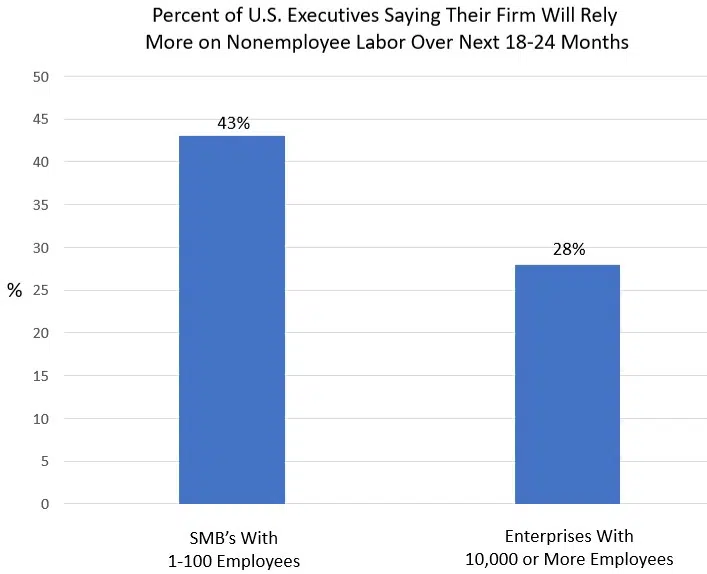 Percent of U.S. Executives Saying Their Firm Will Rely
More on Nonemployee Labor Over Next 18-24 Months
50
45
40
35
30
25
20
15
10
5
0
%
43%
28%
SMB’s With
1-100 Employees
Enterprises With
10,000 or More Employees